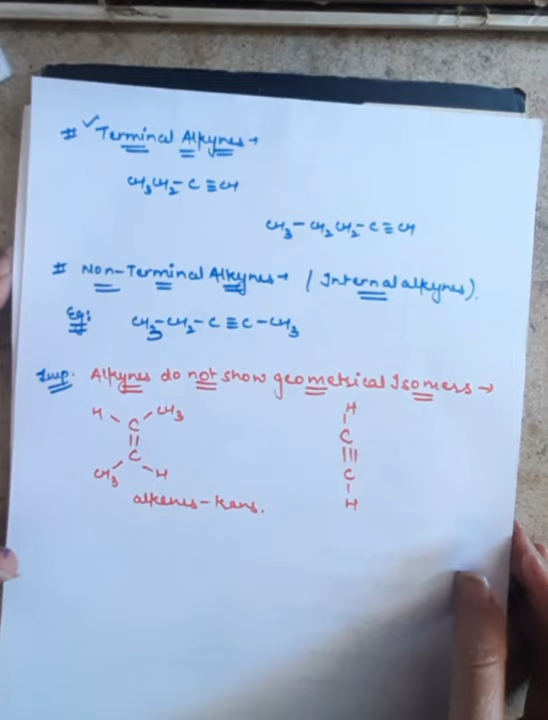 # ✓Terminal Alkynes →
CH3CH2-C≡CH
CH3-CH2CH2-C≡CH
# Non-Terminal Alkynes → (Internal alkynes).
Eg:
CH3-CH2-C≡C-CH3
Imp. Alkynes do not show geometrical Isomers →
H CH3
C
||
C
CH3 H
alkenes-trans.
H
C
|||
C
H